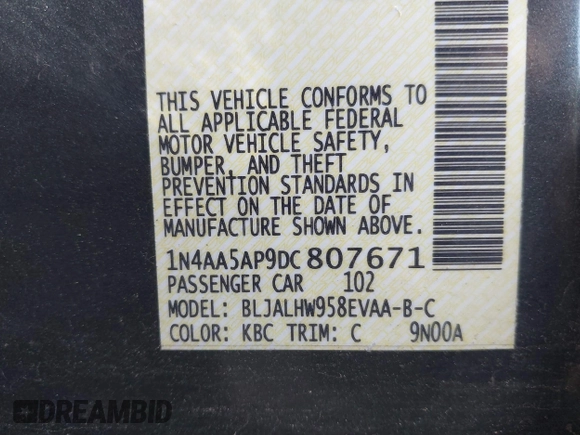 THIS VEHICLE CONFORMS TO
ALL APPLICABLE FEDERAL
MOTOR VEHICLE SAFETY,
BUMPER, AND THEFT
PREVENTION STANDARDS IN
EFFECT ON THE DATE OF
MANUFACTURE SHOWN ABOVE.
1N4AA5AP9DC807671
PASSENGER CAR 102
MODEL: BLJALHW958EVAA-B-C
COLOR: KBC TRIM: C 9N00A
DREAMBID